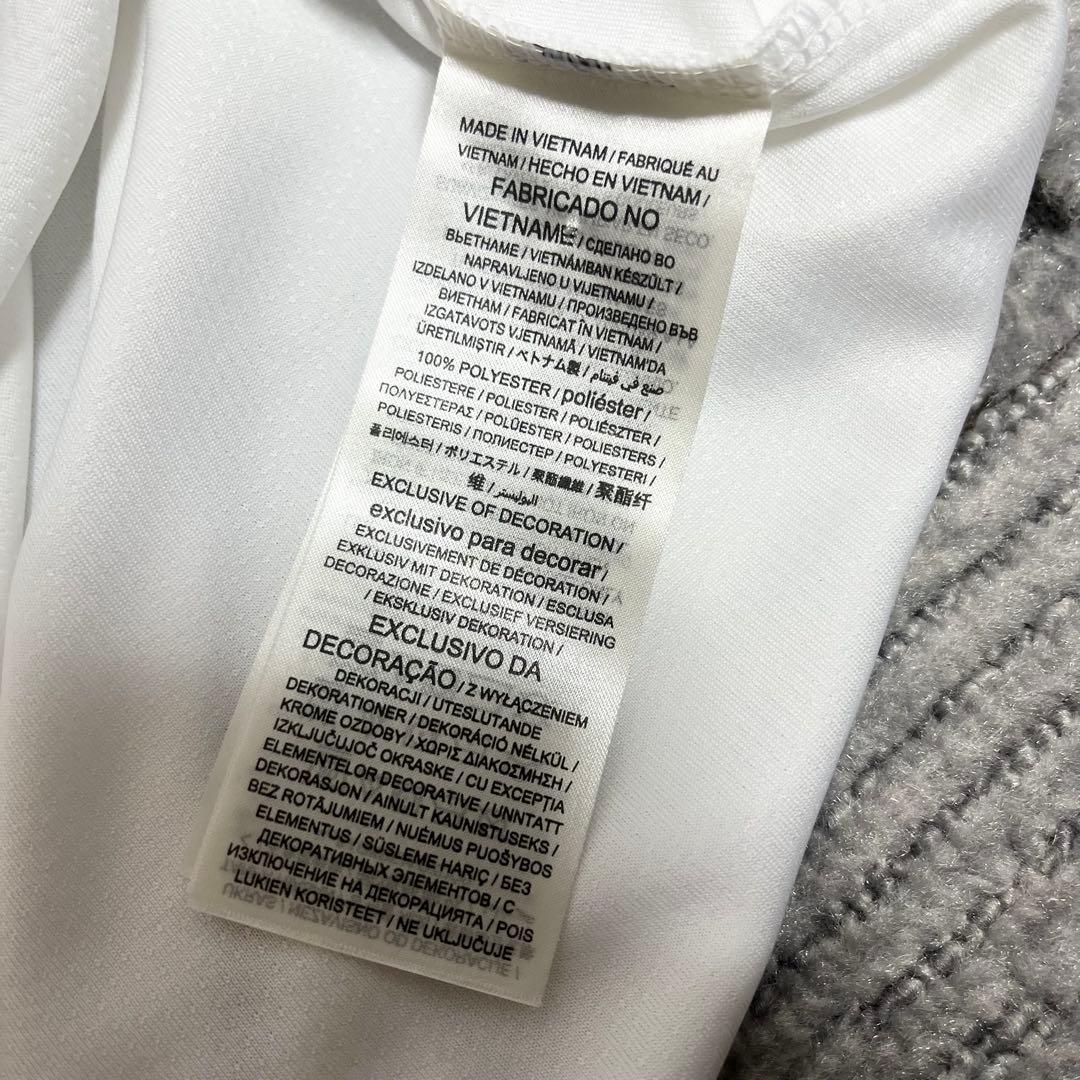 MADE IN VIETNAM / FABRIQUÉ AU
VIETNAM / HECHO EN VIETNAM /
FABRICADO NO
VIETNAME / СДЕЛАНО ВО
ВЬЕТНАМЕ / VIETNÁMBAN KÉSZÜLT /
NAPRAVLJENO U VIJETNAMU /
IZDELANO V VIETNAMU / ПРОИЗВЕДЕНО ВЪВ
ВИЕТНАМ / FABRICAT ÎN VIETNAM /
IZGATAVOTS VJETNAMĀ / VIETNAM'DA
ÜRETILMIŞTIR / ベトナム製 / صنع في فيتنام
100% POLYESTER / poliéster /
POLIESTERE / POLIESTER / POLIÉSZTER /
ΠΟΛΥΕΣΤΕΡΑΣ / POLÜESTER / POLIESTERS /
POLIESTERIS / ПОЛИЕСТЕР / POLYESTERI /
폴리에스터 / ポリエステル / 聚酯纖維 / 聚酯纤
维 / البوليستر
EXCLUSIVE OF DECORATION /
exclusivo para decorar /
EXCLUSIVEMENT DE DÉCORATION /
EXKLUSIV MIT DEKORATION / ESCLUSA
DECORAZIONE / EXCLUSIEF VERSIERING
/ EKSKLUSIV DEKORATION /
EXCLUSIVO DA
DECORAÇÃO / Z WYŁĄCZENIEM
DEKORACJI / UTESLUTANDE
DEKORATIONER / DEKORÁCIÓ NÉLKÜL /
KROME OZDOBY / ΧΩΡΙΣ ΔΙΑΚΟΣΜΗΣΗ /
IZKLJUČUJOČ OKRASKE / CU EXCEPȚIA
ELEMENTELOR DECORATIVE / UNNTATT
DEKORASJON / AINULT KAUNISTUSEKS /
BEZ ROTĀJUMIEM / NUĖMUS PUOŠYBOS
ELEMENTUS / SÜSLEME HARIÇ / БЕЗ
ДЕКОРАТИВНЫХ ЭЛЕМЕНТОВ / С
ИЗКЛЮЧЕНИЕ НА ДЕКОРАЦИЯТА / POIS
LUKIEN KORISTEET / NE UKLJUČUJE